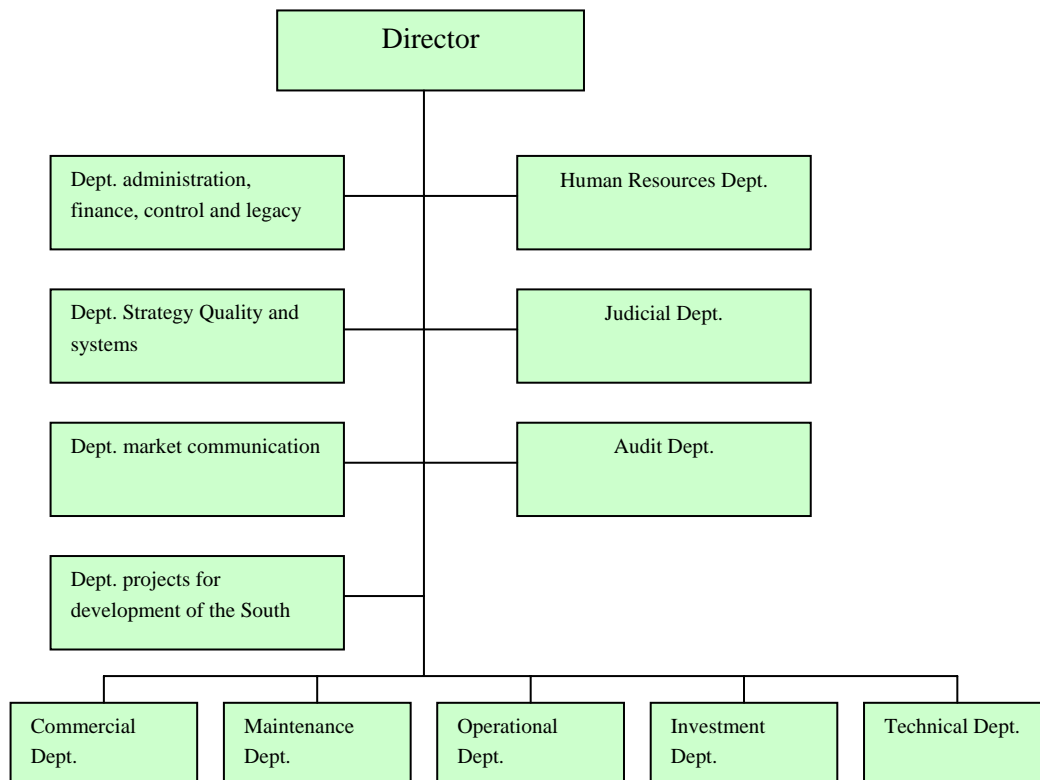 Director
Dept. administration,
finance, control and legacy
Human Resources Dept.
Dept. Strategy Quality and
systems
Judicial Dept.
Dept. market communication
Audit Dept.
Dept. projects for
development of the South
Commercial
Dept.
Maintenance
Dept.
Operational
Dept.
Investment
Dept.
Technical Dept.